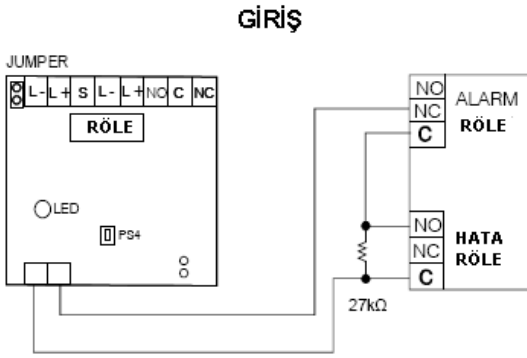 GİRİŞ
JUMPER
L- L+ S L- L+ NO C NC
RÖLE
LED
PS4
NO
NC
C
ALARM
RÖLE
NO
NC
C
HATA
RÖLE
27kΩ